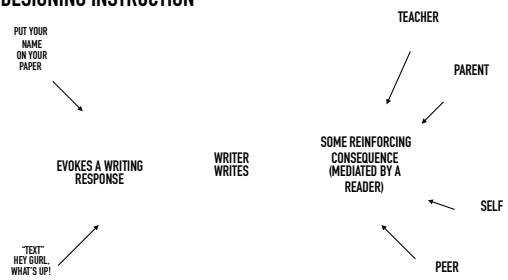 DESIGNING INSTRUCTION
TEACHER
PUT YOUR
NAME
ON YOUR
PAPER
PARENT
EVOKES A WRITING
RESPONSE
WRITER
WRITES
SOME REINFORCING
CONSEQUENCE
(MEDIATED BY A
READER)
SELF
"TEXT"
HEY GURL,
WHAT'S UP!
PEER